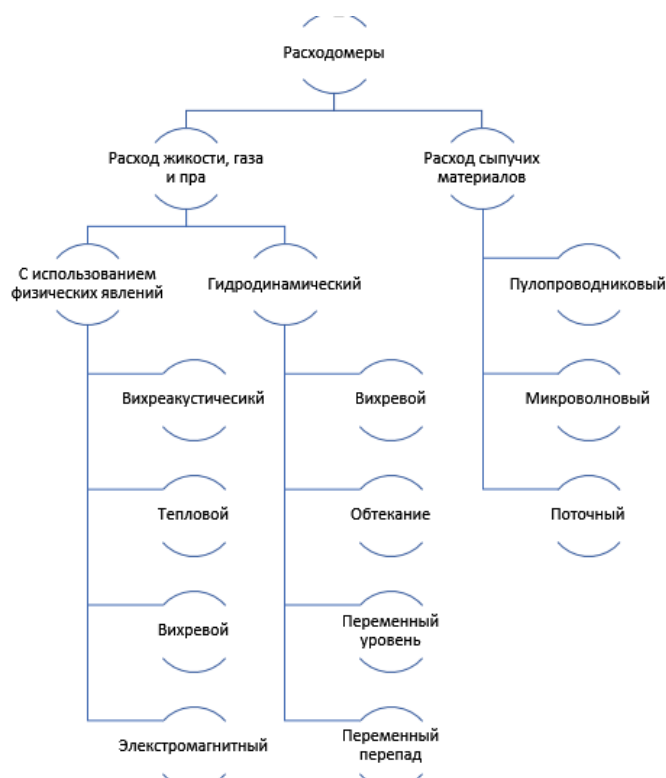 Расходомеры
Расход жикости, газа
и пра
Расход сыпучих
материалов
С использованием
физических явлений
Гидродинамический
Пулопроводниковый
Вихреакустичесикй
Вихревой
Микроволновый
Тепловой
Обтекание
Поточный
Вихревой
Переменный
уровень
Элекстромагнитный
Переменный
перепад